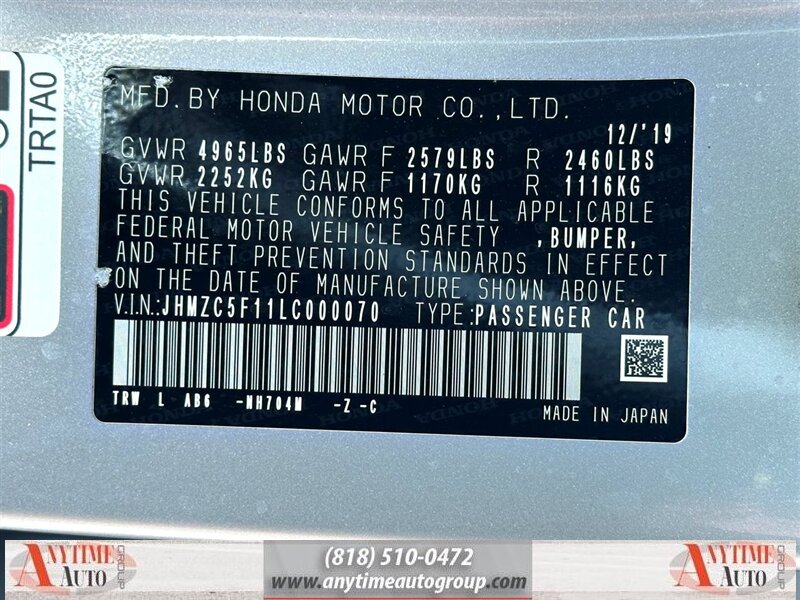 TRTA0
MFD. BY HONDA MOTOR CO., LTD.
12/'19
GVWR 4965LBS GAWR F 2579LBS R 2460LBS
GVWR 2252KG GAWR F 1170KG R 1116KG
THIS VEHICLE CONFORMS TO ALL APPLICABLE
FEDERAL MOTOR VEHICLE SAFETY ,BUMPER,
AND THEFT PREVENTION STANDARDS IN EFFECT
ON THE DATE OF MANUFACTURE SHOWN ABOVE.
V.I.N.:JHMZC5F11LC000070 TYPE:PASSENGER CAR
TRW L AB6 -NH704M -Z -C
MADE IN JAPAN
ANYTIME AUTO GROUP
(818) 510-0472
www.anytimeautogroup.com
ANYTIME AUTO GROUP